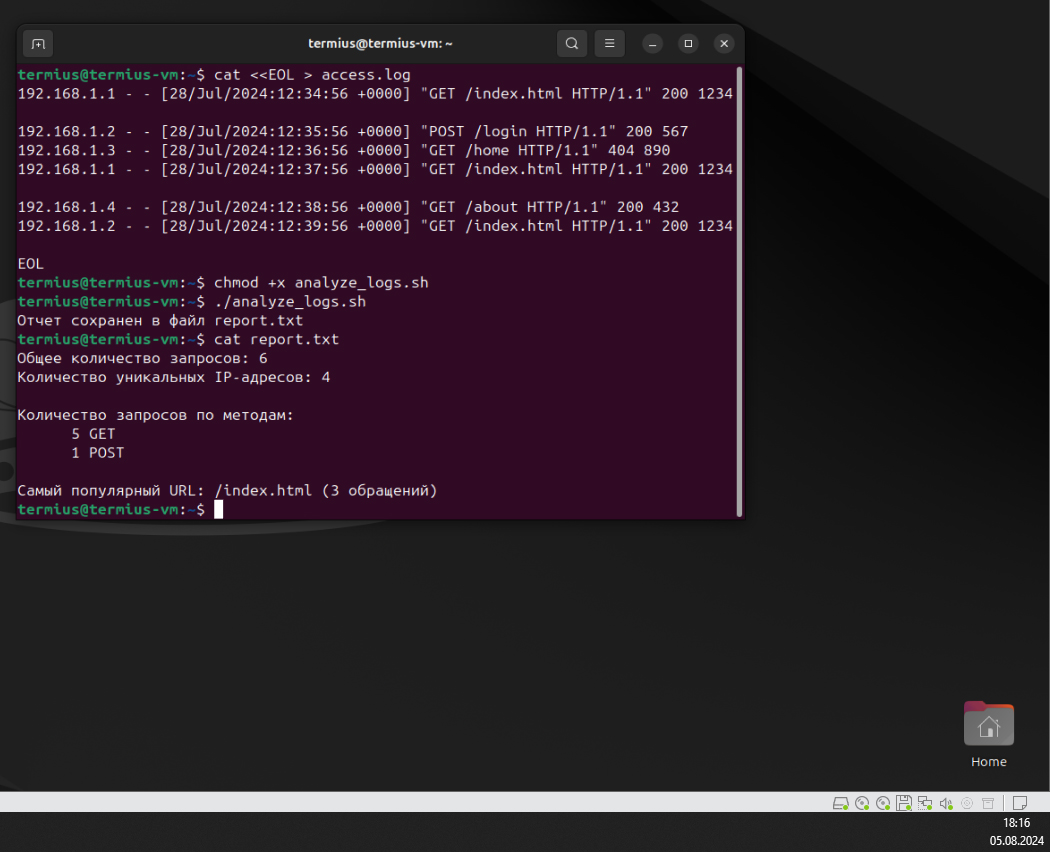 termius@termius-vm: ~
termius@termius-vm:~$ cat <<EOL > access.log
192.168.1.1 - - [28/Jul/2024:12:34:56 +0000] "GET /index.html HTTP/1.1" 200 1234
192.168.1.2 - - [28/Jul/2024:12:35:56 +0000] "POST /login HTTP/1.1" 200 567
192.168.1.3 - - [28/Jul/2024:12:36:56 +0000] "GET /home HTTP/1.1" 404 890
192.168.1.1 - - [28/Jul/2024:12:37:56 +0000] "GET /index.html HTTP/1.1" 200 1234
192.168.1.4 - - [28/Jul/2024:12:38:56 +0000] "GET /about HTTP/1.1" 200 432
192.168.1.2 - - [28/Jul/2024:12:39:56 +0000] "GET /index.html HTTP/1.1" 200 1234
EOL
termius@termius-vm:~$ chmod +x analyze_logs.sh
termius@termius-vm:~$ ./analyze_logs.sh
Отчет сохранен в файл report.txt
termius@termius-vm:~$ cat report.txt
Общее количество запросов: 6
Количество уникальных IP-адресов: 4
Количество запросов по методам:
5 GET
1 POST
Самый популярный URL: /index.html (3 обращений)
termius@termius-vm:~$
Home
18:16
05.08.2024